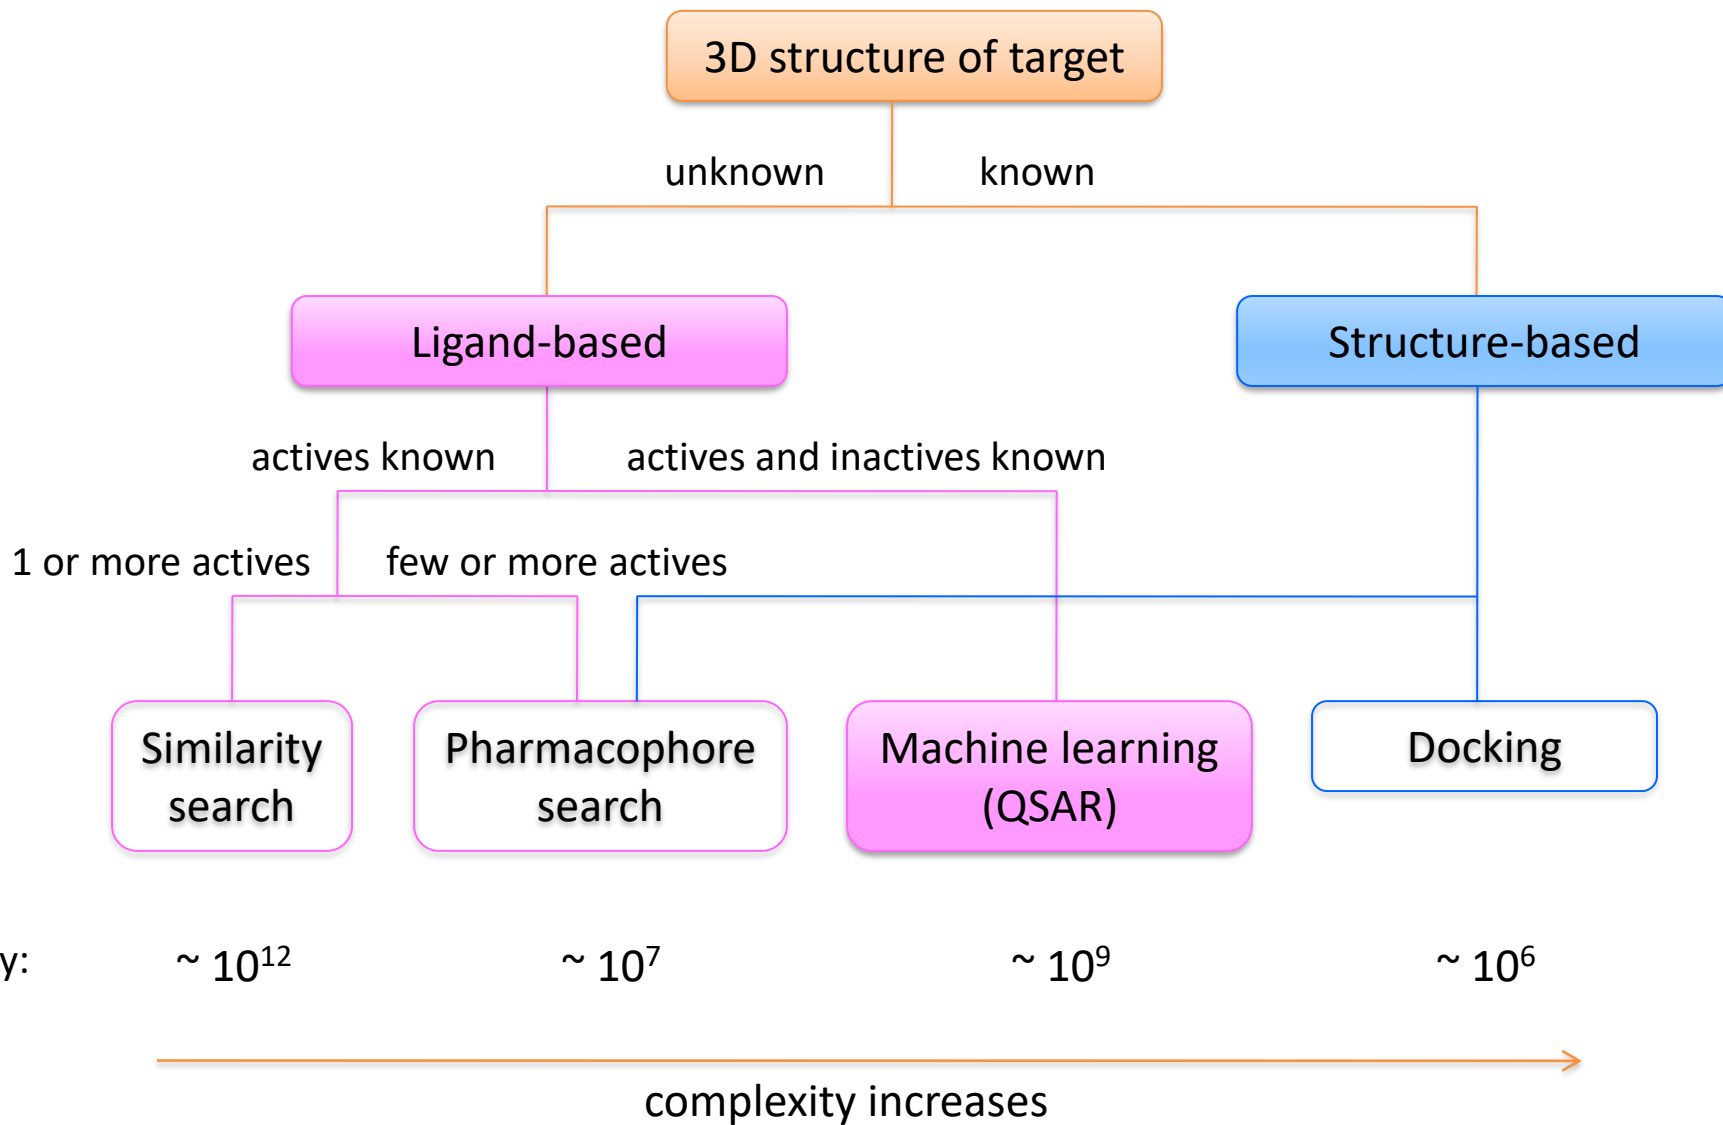 3D structure of target
unknown
known
Ligand-based
Structure-based
actives known
actives and inactives known
1 or more actives
few or more actives
Similarity
search
Pharmacophore
search
Machine learning
(QSAR)
Docking
y:
~ 10¹²
~ 10⁷
~ 10⁹
~ 10⁶
complexity increases